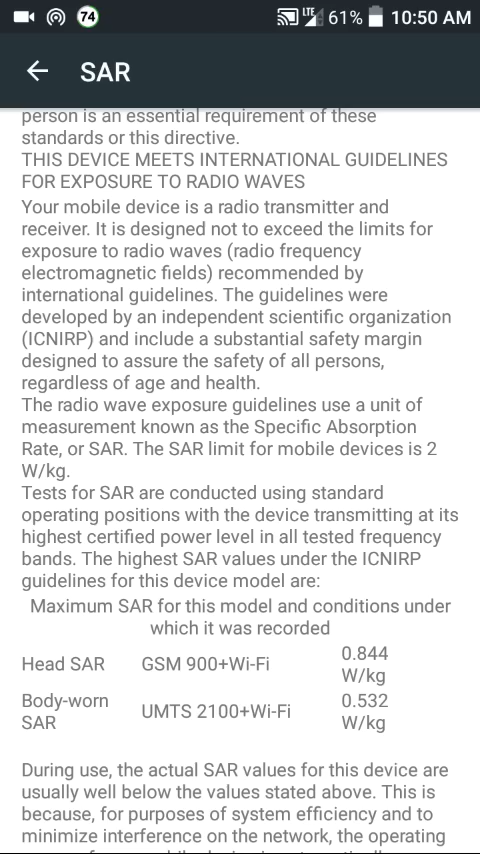 74 LTE 61% 10:50 AM
SAR
person is an essential requirement of these
standards or this directive.
THIS DEVICE MEETS INTERNATIONAL GUIDELINES
FOR EXPOSURE TO RADIO WAVES
Your mobile device is a radio transmitter and
receiver. It is designed not to exceed the limits for
exposure to radio waves (radio frequency
electromagnetic fields) recommended by
international guidelines. The guidelines were
developed by an independent scientific organization
(ICNIRP) and include a substantial safety margin
designed to assure the safety of all persons,
regardless of age and health.
The radio wave exposure guidelines use a unit of
measurement known as the Specific Absorption
Rate, or SAR. The SAR limit for mobile devices is 2
W/kg.
Tests for SAR are conducted using standard
operating positions with the device transmitting at its
highest certified power level in all tested frequency
bands. The highest SAR values under the ICNIRP
guidelines for this device model are:
Maximum SAR for this model and conditions under
which it was recorded
Head SAR GSM 900+Wi-Fi 0.844
W/kg
Body-worn
SAR UMTS 2100+Wi-Fi 0.532
W/kg
During use, the actual SAR values for this device are
usually well below the values stated above. This is
because, for purposes of system efficiency and to
minimize interference on the network, the operating